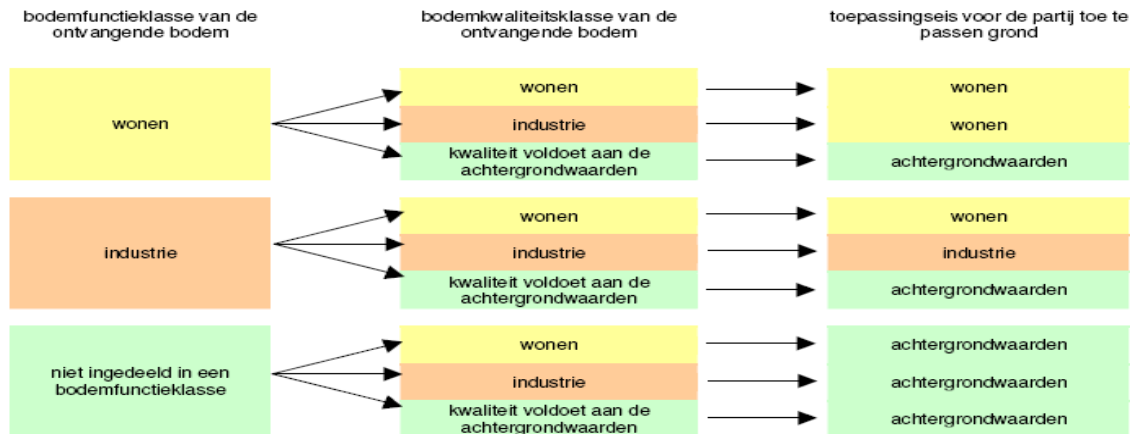 bodemfunctieklasse van de
ontvangende bodem
bodemkwaliteitsklasse van de
ontvangende bodem
toepassingseis voor de partij toe te
passen grond
wonen
wonen
wonen
industrie
wonen
kwaliteit voldoet aan de
achtergrondwaarden
achtergrondwaarden
industrie
wonen
wonen
industrie
industrie
kwaliteit voldoet aan de
achtergrondwaarden
achtergrondwaarden
niet ingedeeld in een
bodemfunctieklasse
wonen
achtergrondwaarden
industrie
achtergrondwaarden
kwaliteit voldoet aan de
achtergrondwaarden
achtergrondwaarden